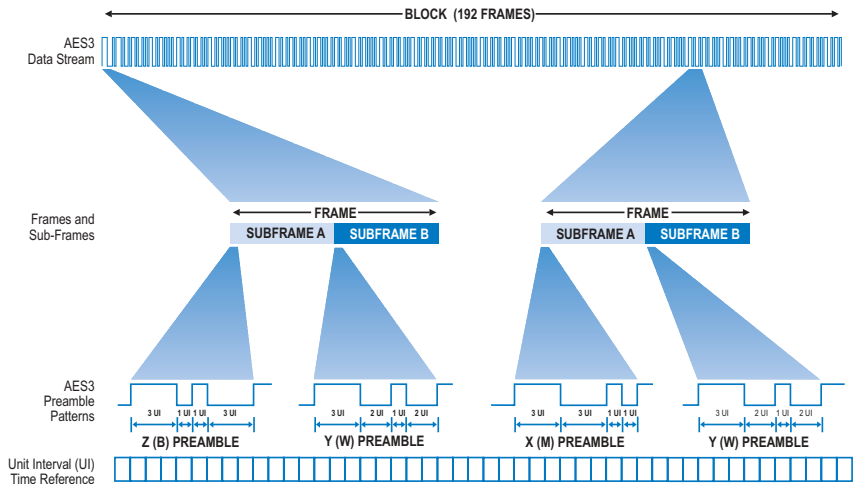 BLOCK (192 FRAMES)
AES3
Data Stream
Frames and
Sub-Frames
FRAME
SUBFRAME A SUBFRAME B
FRAME
SUBFRAME A SUBFRAME B
AES3
Preamble
Patterns
3 UI 1 UI 1 UI 3 UI
Z (B) PREAMBLE
3 UI 2 UI 1 UI 2 UI
Y (W) PREAMBLE
3 UI 3 UI 1 UI 1 UI
X (M) PREAMBLE
3 UI 2 UI 1 UI 2 UI
Y (W) PREAMBLE
Unit Interval (UI)
Time Reference